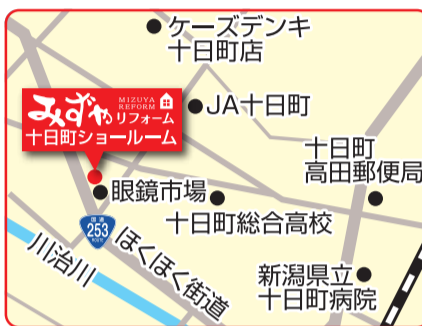 ケーズデンキ
十日町店
みずや
MIZUYA
REFORM
リフォーム
十日町ショールーム
JA十日町
十日町
高田郵便局
眼鏡市場
十日町総合高校
国道
253
ROUTE
ほくほく街道
川治川
新潟県立
十日町病院